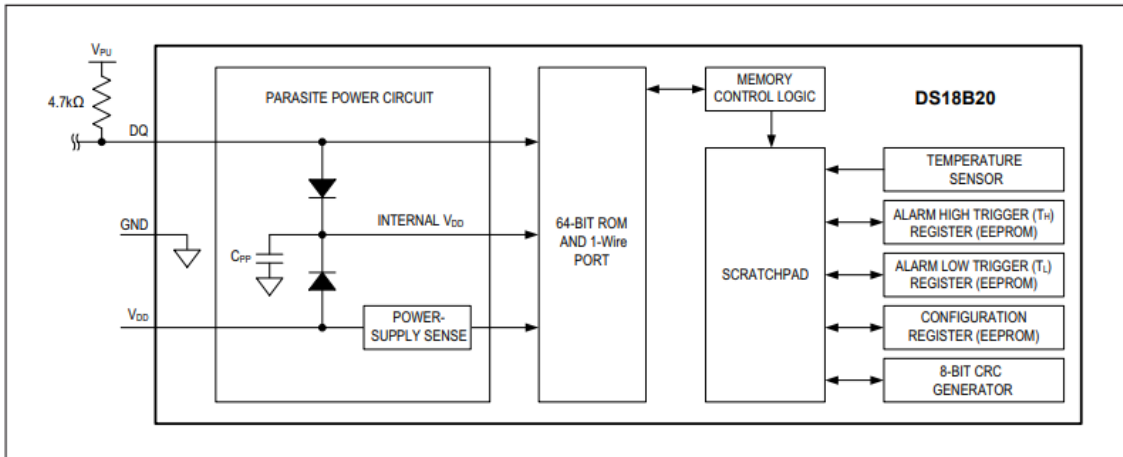 VPU
4.7kΩ
DQ
GND
VDD
PARASITE POWER CIRCUIT
INTERNAL VDD
CPP
POWER-
SUPPLY SENSE
64-BIT ROM
AND 1-Wire
PORT
MEMORY
CONTROL LOGIC
SCRATCHPAD
DS18B20
TEMPERATURE
SENSOR
ALARM HIGH TRIGGER (TH)
REGISTER (EEPROM)
ALARM LOW TRIGGER (TL)
REGISTER (EEPROM)
CONFIGURATION
REGISTER (EEPROM)
8-BIT CRC
GENERATOR